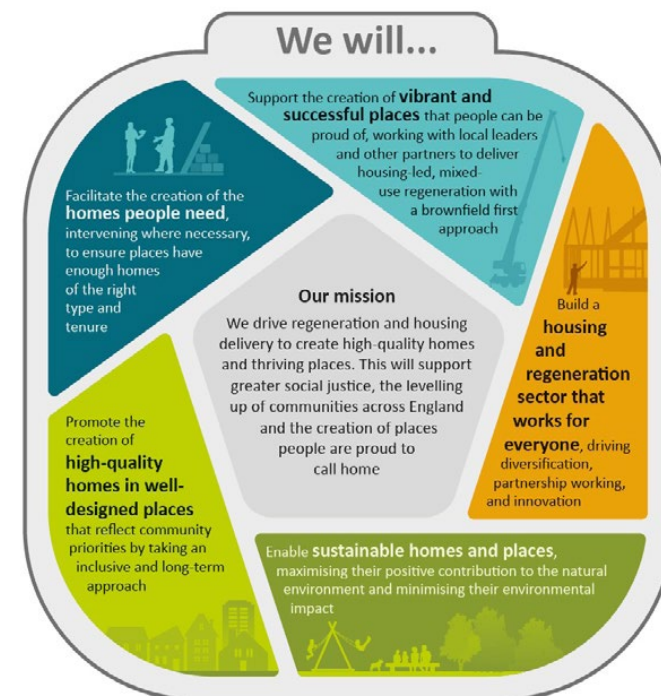 We will...
Support the creation of vibrant and
successful places that people can be
proud of, working with local leaders
and other partners to deliver
housing-led, mixed-
use regeneration with
a brownfield first
approach
Build a
housing
and
regeneration
sector that
works for
everyone, driving
diversification,
partnership working,
and innovation
Enable sustainable homes and places,
maximising their positive contribution to the natural
environment and minimising their environmental
impact
Promote the
creation of
high-quality
homes in well-
designed places
that reflect community
priorities by taking an
inclusive and long-term
approach
Facilitate the creation of the
homes people need,
intervening where necessary,
to ensure places have
enough homes
of the right
type and
tenure
Our mission
We drive regeneration and housing
delivery to create high-quality homes
and thriving places. This will support
greater social justice, the levelling
up of communities across England
and the creation of places
people are proud to
call home